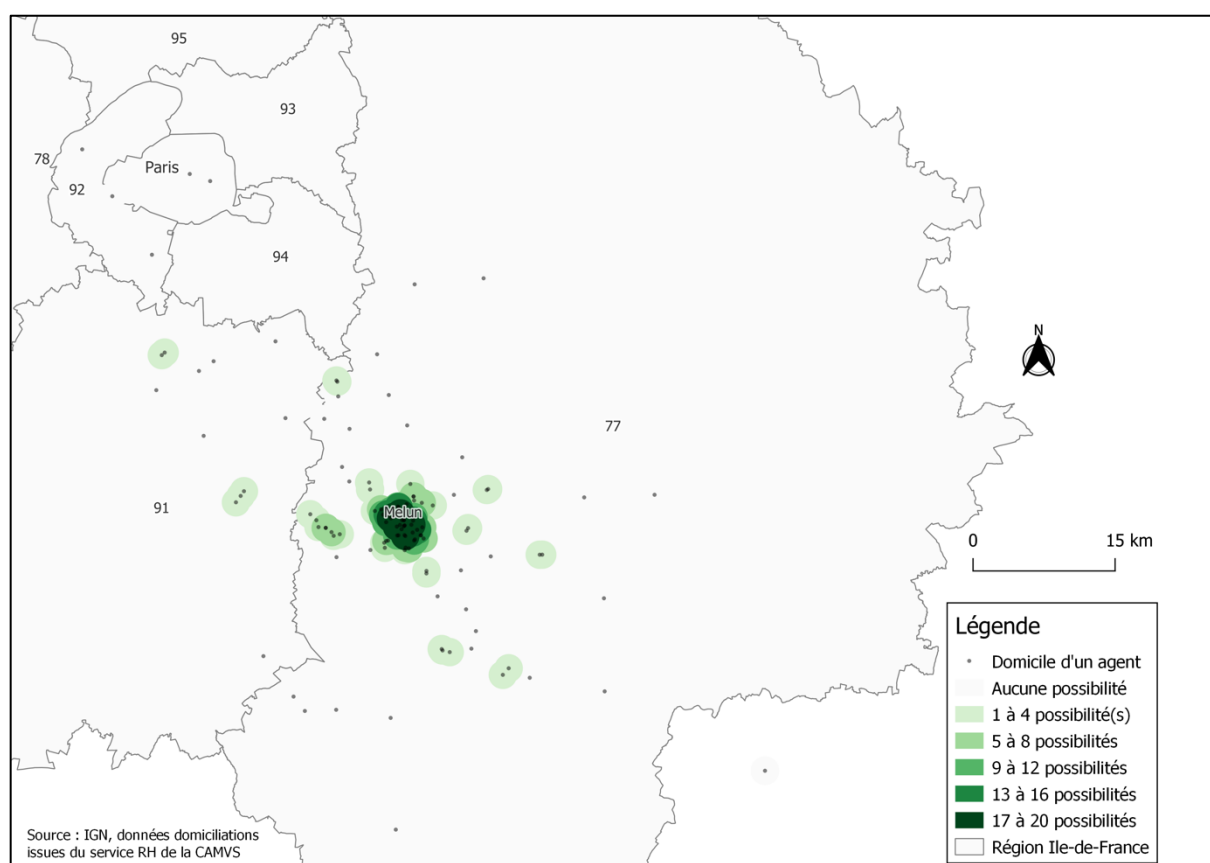 95
93
78
Paris
92
94
N
77
0 15 km
91
Melun
Légende
Domicile d'un agent
Aucune possibilité
1 à 4 possibilité(s)
5 à 8 possibilités
9 à 12 possibilités
13 à 16 possibilités
17 à 20 possibilités
Région Ile-de-France
Source : IGN, données domiciliations
issues du service RH de la CAMVS